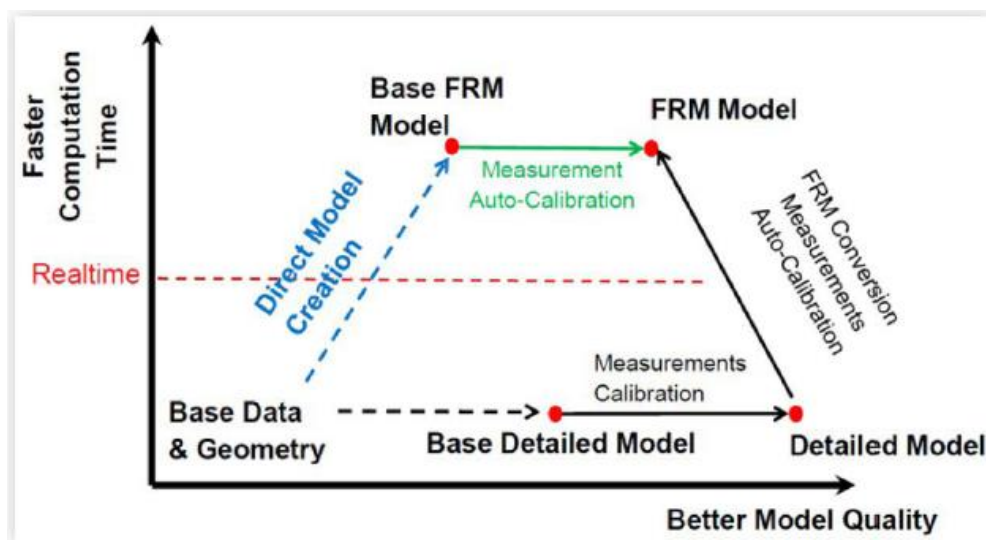 Faster
Computation
Time
Base FRM
Model
FRM Model
Measurement
Auto-Calibration
Direct Model
Creation
FRM Conversion
Measurements
Auto-Calibration
Realtime
Measurements
Calibration
Base Data
& Geometry
Base Detailed Model
Detailed Model
Better Model Quality